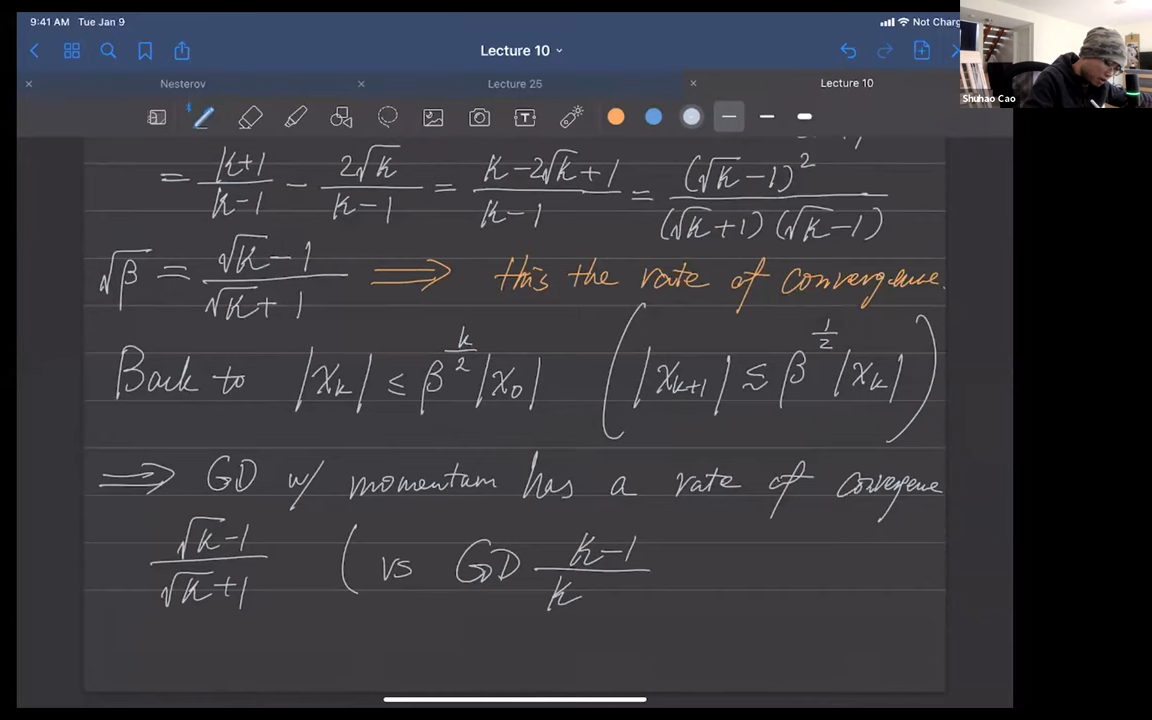 9:41 AM Tue Jan 9
Not Charg
Lecture 10
Nesterov
Lecture 25
Lecture 10
Shuhao Cao
= (κ+1)/(κ-1) - 2√κ/(κ-1) = (κ-2√κ+1)/(κ-1) = (√κ-1)²/((√κ+1)(√κ-1))
√β = (√κ-1)/(√κ+1) ⟹ this the rate of convergence.
Back to |x_k| ≤ β^(k/2) |x_0| ( |x_{k+1}| ≲ β^(1/2) |x_k| )
⟹ GD w/ momentum has a rate of convergene
(√κ-1)/(√κ+1) ( vs GD (κ-1)/κ